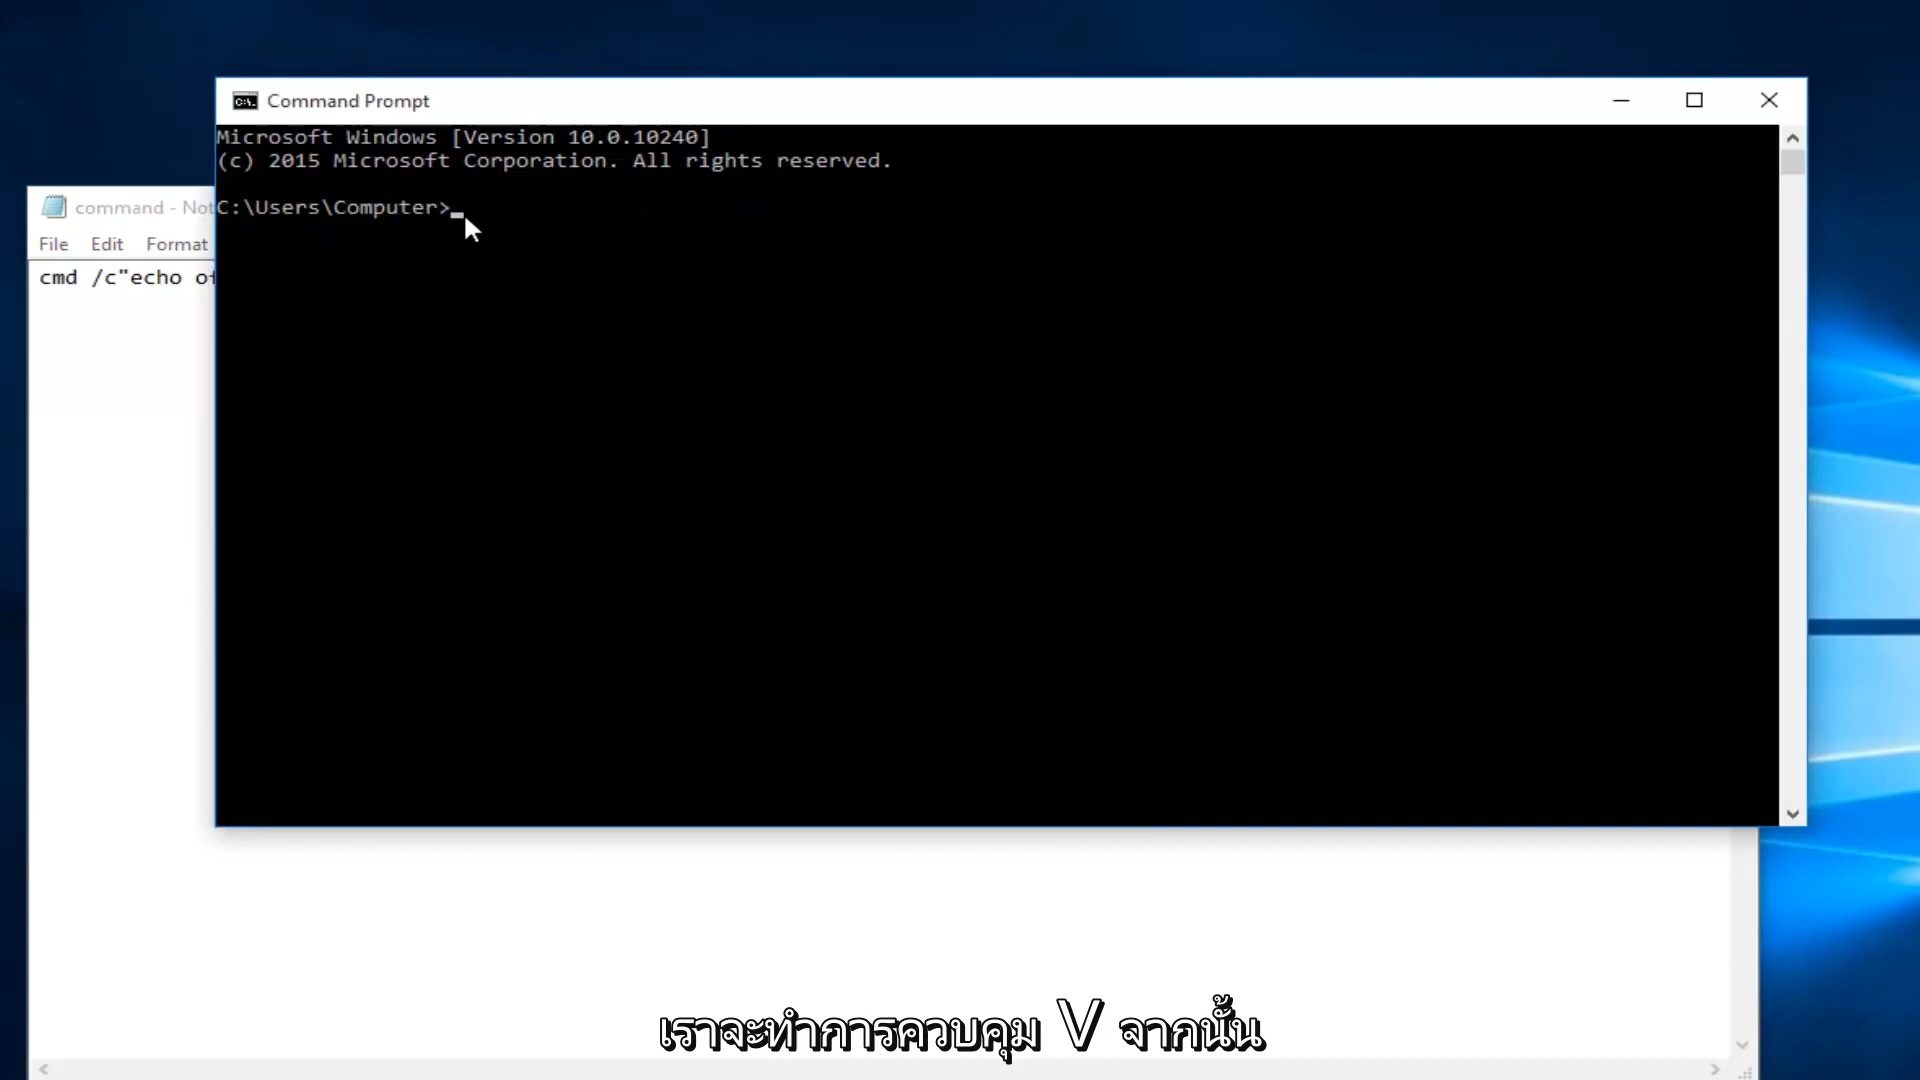 Command Prompt
Microsoft Windows [Version 10.0.10240]
(c) 2015 Microsoft Corporation. All rights reserved.
C:\Users\Computer>
command - Not
File Edit Format
cmd /c"echo of
เราจะทำการควบคุม V จากนั้น